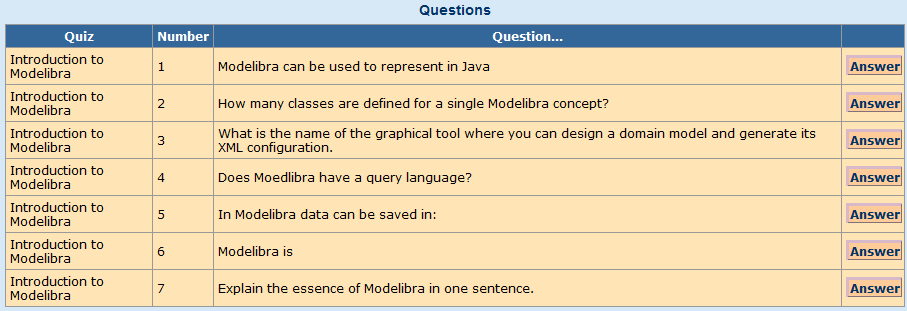 Questions
Quiz Number Question...
Introduction to
Modelibra
1 Modelibra can be used to represent in Java Answer
Introduction to
Modelibra
2 How many classes are defined for a single Modelibra concept? Answer
Introduction to
Modelibra
3 What is the name of the graphical tool where you can design a domain model and generate its
XML configuration. Answer
Introduction to
Modelibra
4 Does Moedlibra have a query language? Answer
Introduction to
Modelibra
5 In Modelibra data can be saved in: Answer
Introduction to
Modelibra
6 Modelibra is Answer
Introduction to
Modelibra
7 Explain the essence of Modelibra in one sentence. Answer